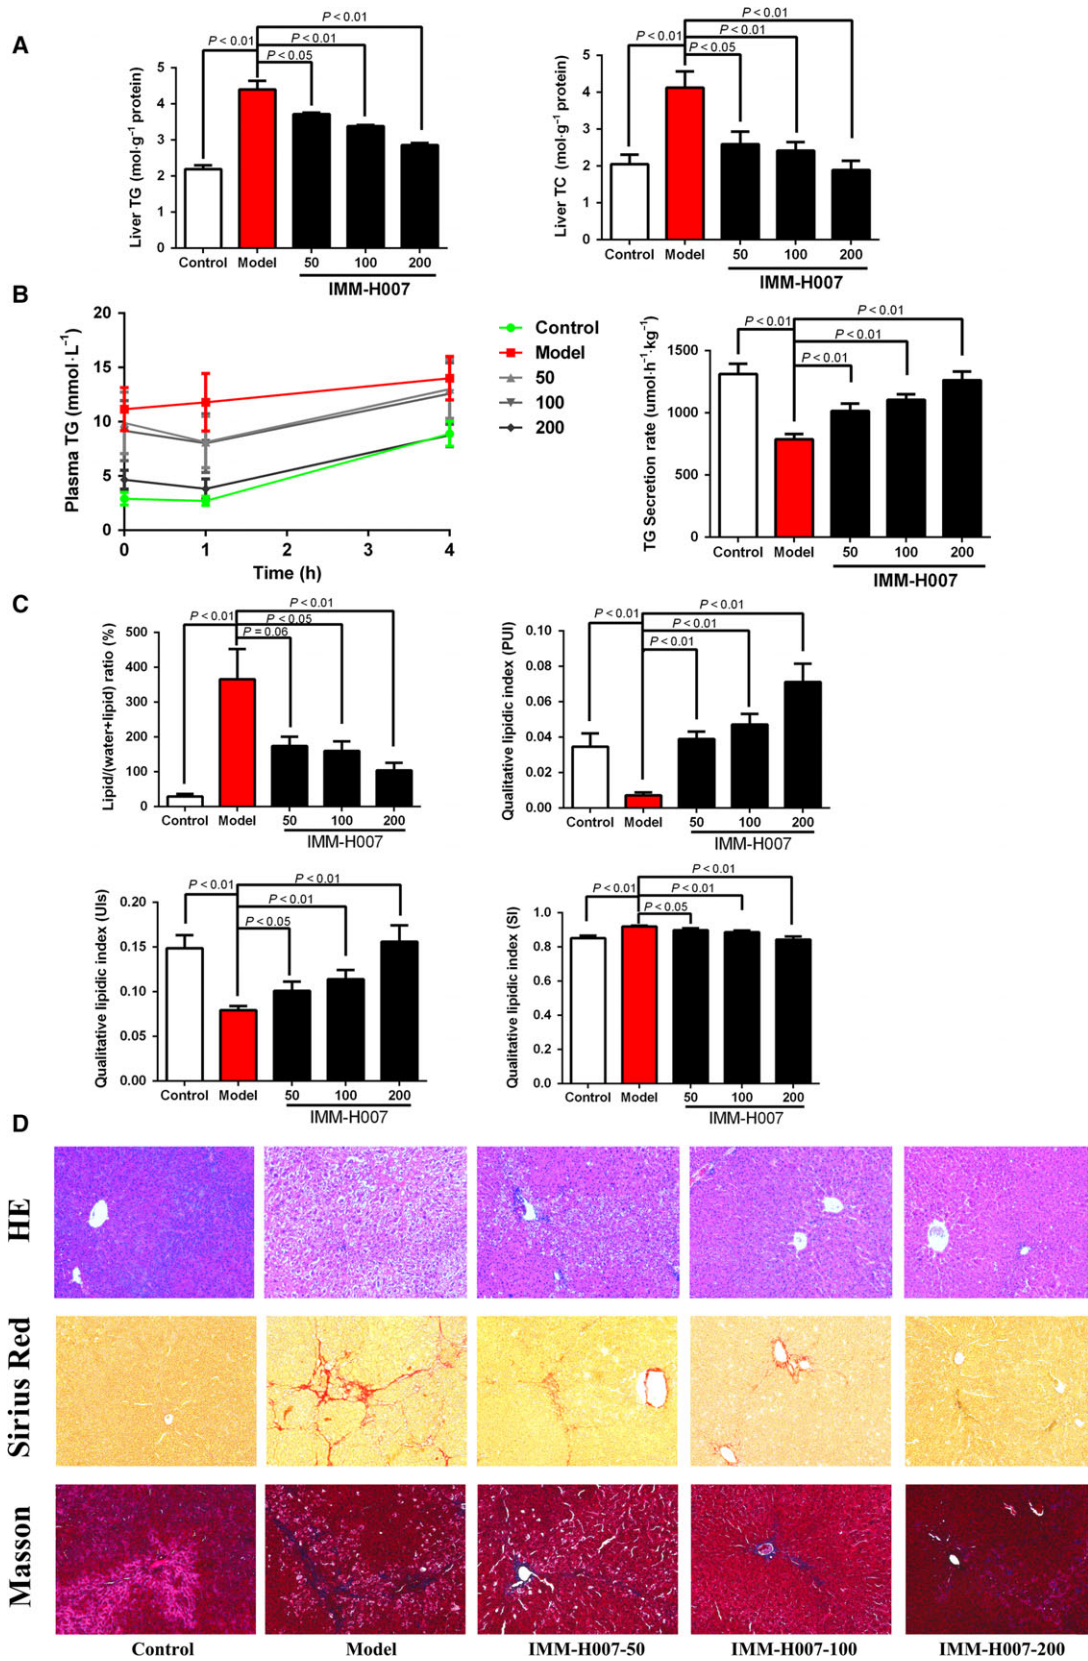 A
P < 0.01
P < 0.01
P < 0.01
P < 0.05
Liver TG (mol·g⁻¹ protein)
5
4
3
2
1
0
Control Model 50 100 200
IMM-H007
P < 0.01
P < 0.01
P < 0.01
P < 0.05
Liver TC (mol·g⁻¹ protein)
5
4
3
2
1
0
Control Model 50 100 200
IMM-H007
B
Plasma TG (mmol·L⁻¹)
20
15
10
5
0
0 1 2 3 4
Time (h)
Control
Model
50
100
200
P < 0.01
P < 0.01
P < 0.01
P < 0.01
TG Secretion rate (umol·h⁻¹·kg⁻¹)
1500
1000
500
0
Control Model 50 100 200
IMM-H007
C
P < 0.01
P < 0.01
P < 0.05
P = 0.06
Lipid/(water+lipid) ratio (%)
500
400
300
200
100
0
Control Model 50 100 200
IMM-H007
P < 0.01
P < 0.01
P < 0.01
P < 0.01
Qualitative lipidic index (PUI)
0.10
0.08
0.06
0.04
0.02
0.00
Control Model 50 100 200
IMM-H007
P < 0.01
P < 0.01
P < 0.01
P < 0.05
Qualitative lipidic index (UIs)
0.20
0.15
0.10
0.05
0.00
Control Model 50 100 200
IMM-H007
P < 0.01
P < 0.01
P < 0.01
P < 0.05
Qualitative lipidic index (SI)
1.0
0.8
0.6
0.4
0.2
0.0
Control Model 50 100 200
IMM-H007
D
HE
Sirius Red
Masson
Control Model IMM-H007-50 IMM-H007-100 IMM-H007-200